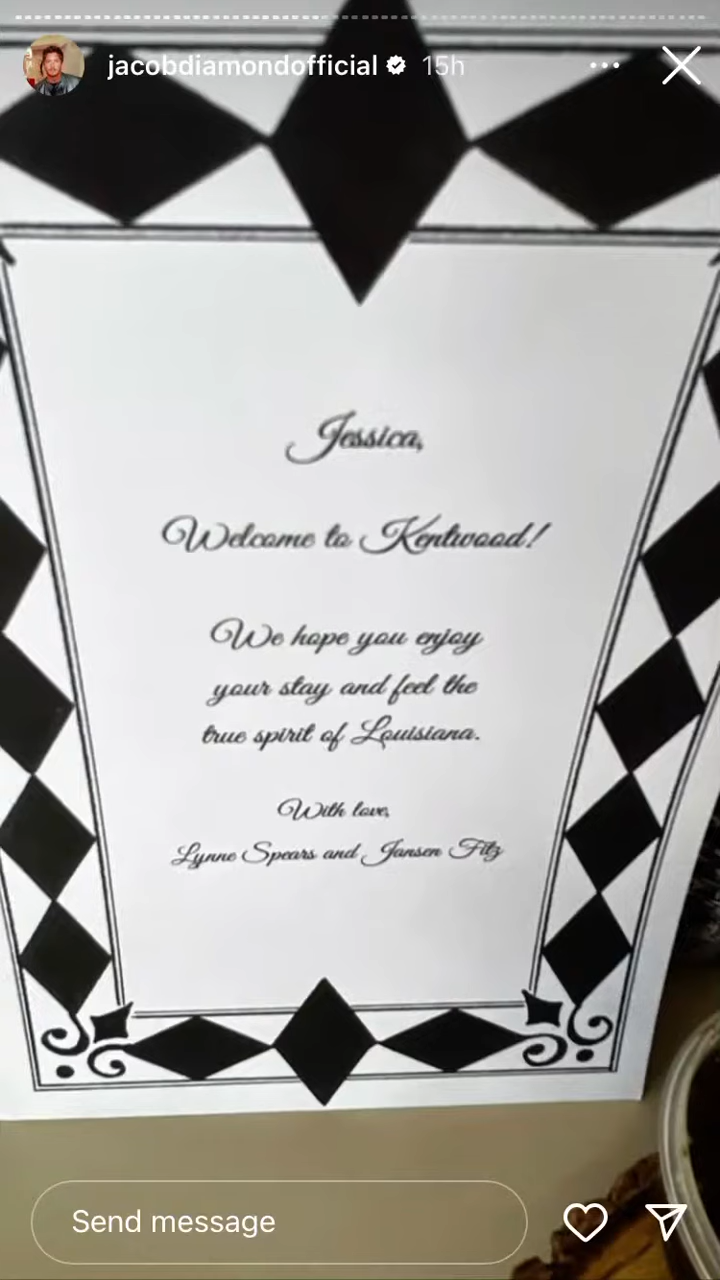 jacobdiamondofficial 15h
Jessica,
Welcome to Kentwood!
We hope you enjoy
your stay and feel the
true spirit of Louisiana.
With love,
Lynne Spears and Jansen Fitz
Send message